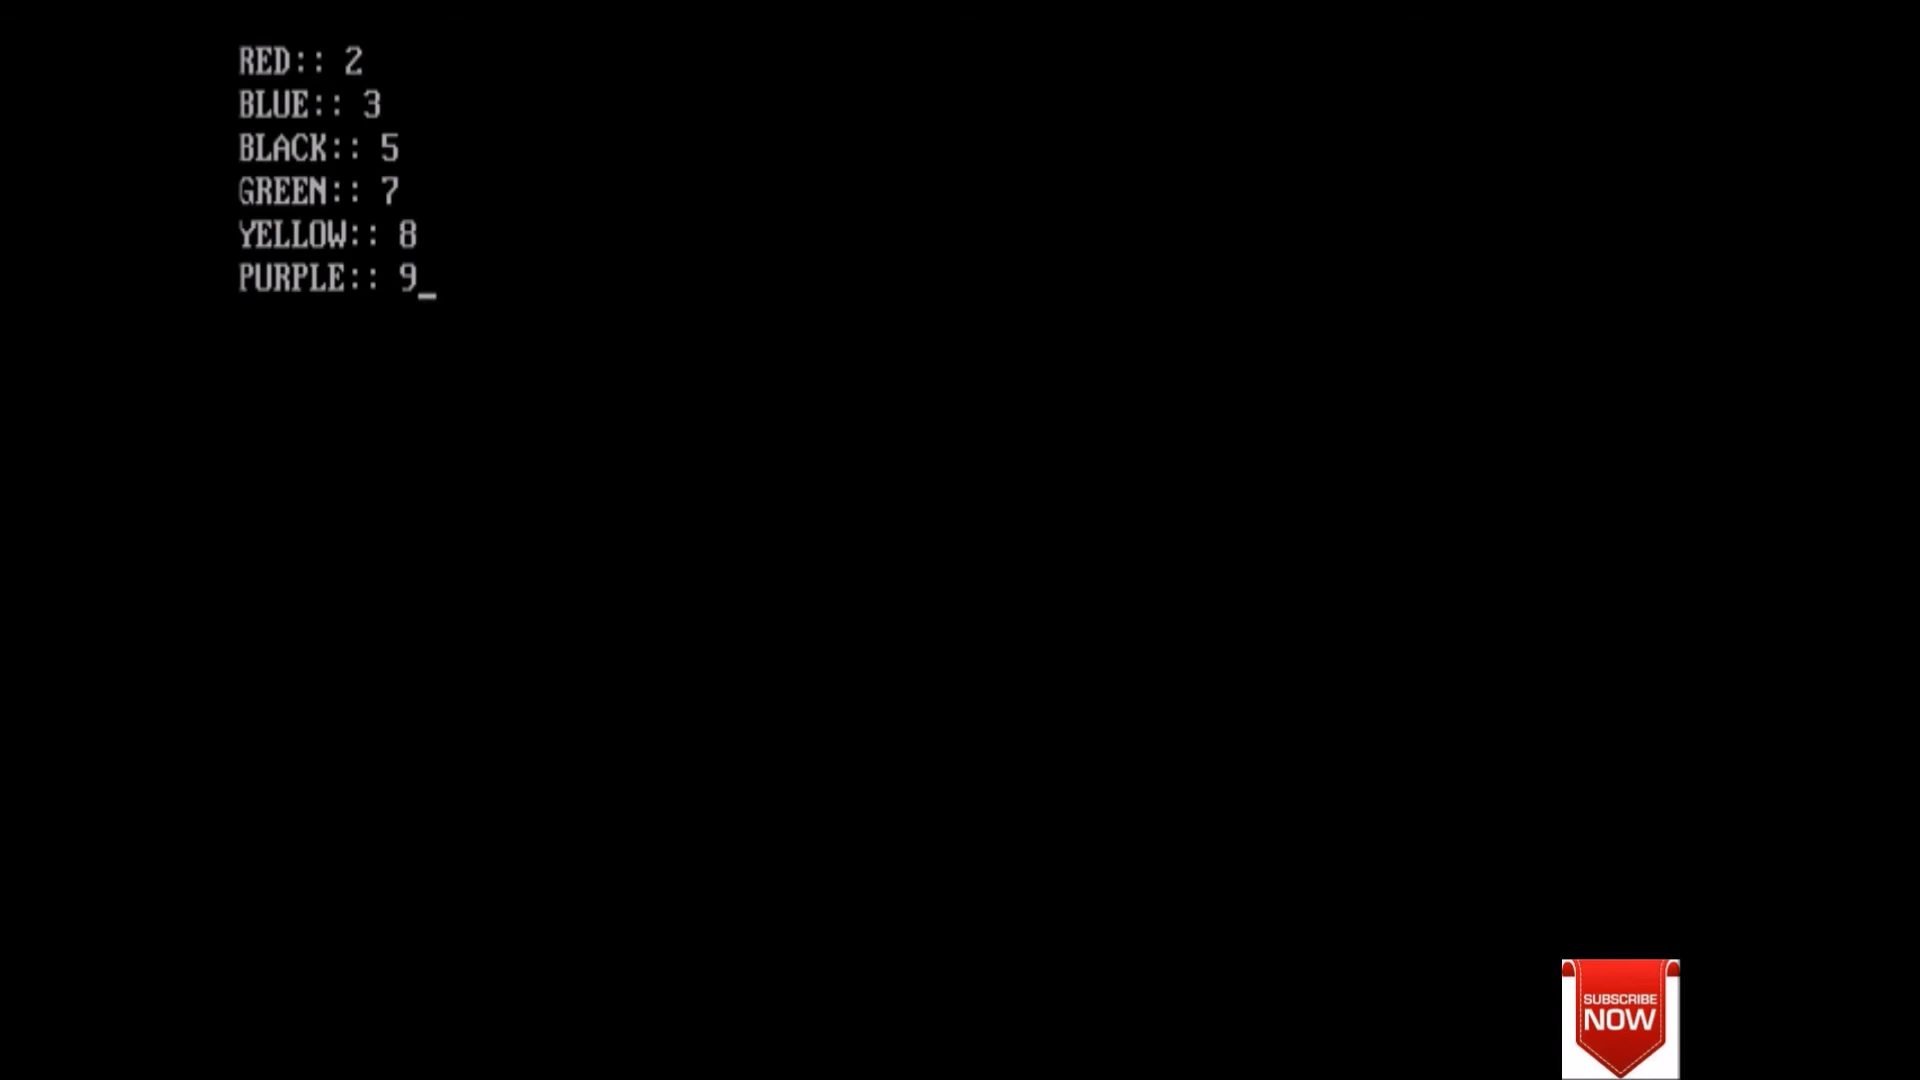 RED:: 2
BLUE:: 3
BLACK:: 5
GREEN:: 7
YELLOW:: 8
PURPLE:: 9_
SUBSCRIBE
NOW